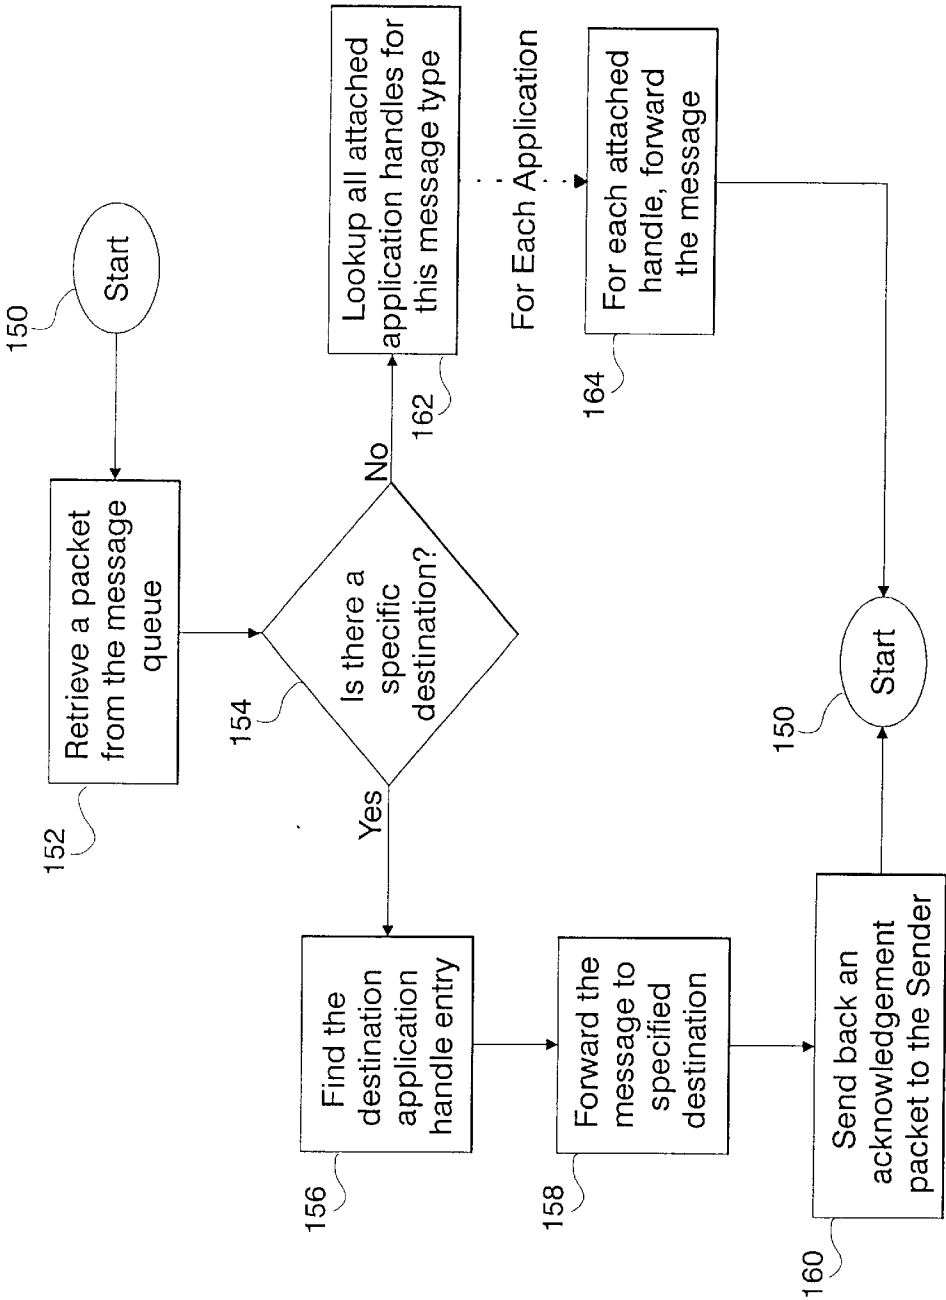 150
Start
152
Retrieve a packet
from the message
queue
154
Is there a
specific
destination?
Yes
No
156
Find the
destination
application
handle entry
158
Forward the
message to
specified
destination
160
Send back an
acknowledgement
packet to the Sender
162
Lookup all attached
application handles for
this message type
For Each Application
164
For each attached
handle, forward
the message
150
Start